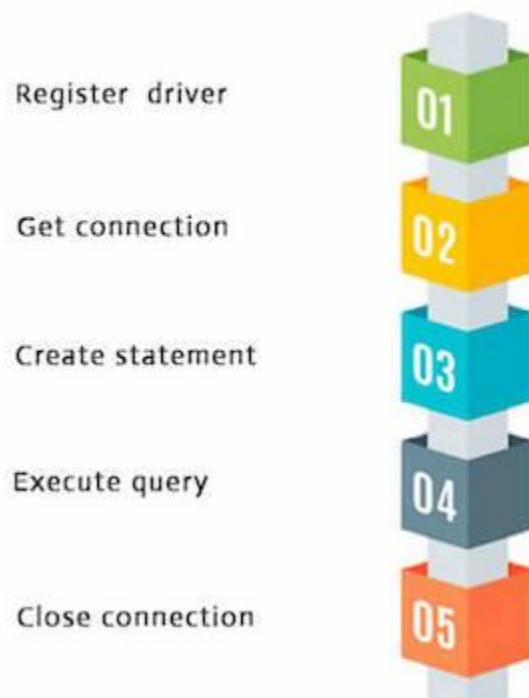 Register driver 01
Get connection 02
Create statement 03
Execute query 04
Close connection 05